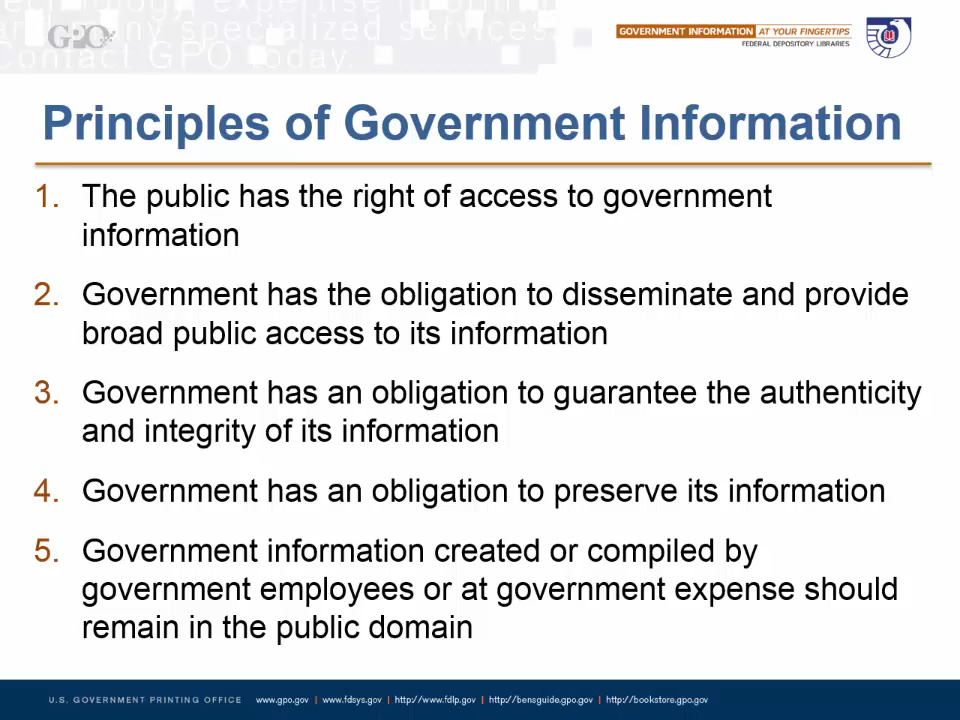 technology, expertise
many specialized services.
Contact GPO Today.
GPO
GOVERNMENT INFORMATION AT YOUR FINGERTIPS
FEDERAL DEPOSITORY LIBRARIES
Principles of Government Information
1. The public has the right of access to government
information
2. Government has the obligation to disseminate and provide
broad public access to its information
3. Government has an obligation to guarantee the authenticity
and integrity of its information
4. Government has an obligation to preserve its information
5. Government information created or compiled by
government employees or at government expense should
remain in the public domain
U.S. GOVERNMENT PRINTING OFFICE www.gpo.gov | www.fdsys.gov | http://www.fdlp.gov | http://bensguide.gpo.gov | http://bookstore.gpo.gov